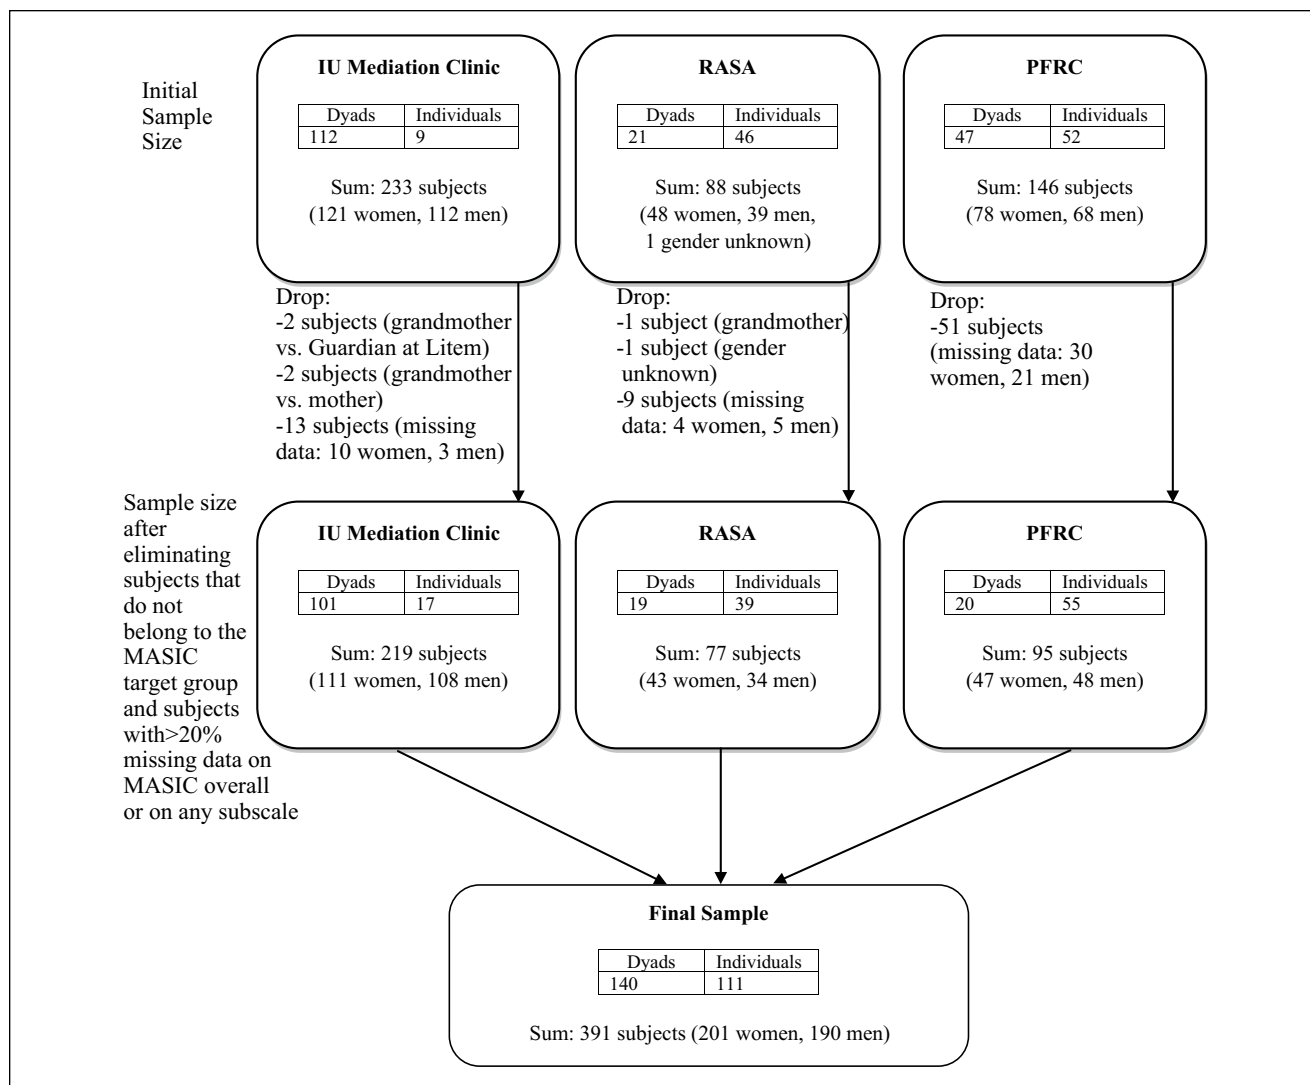 Initial
Sample
Size
IU Mediation Clinic
Dyads Individuals
112 9
Sum: 233 subjects
(121 women, 112 men)
RASA
Dyads Individuals
21 46
Sum: 88 subjects
(48 women, 39 men,
1 gender unknown)
PFRC
Dyads Individuals
47 52
Sum: 146 subjects
(78 women, 68 men)
Drop:
-2 subjects (grandmother
vs. Guardian at Litem)
-2 subjects (grandmother
vs. mother)
-13 subjects (missing
data: 10 women, 3 men)
Drop:
-1 subject (grandmother)
-1 subject (gender
unknown)
-9 subjects (missing
data: 4 women, 5 men)
Drop:
-51 subjects
(missing data: 30
women, 21 men)
Sample size
after
eliminating
subjects that
do not
belong to the
MASIC
target group
and subjects
with>20%
missing data on
MASIC overall
or on any subscale
IU Mediation Clinic
Dyads Individuals
101 17
Sum: 219 subjects
(111 women, 108 men)
RASA
Dyads Individuals
19 39
Sum: 77 subjects
(43 women, 34 men)
PFRC
Dyads Individuals
20 55
Sum: 95 subjects
(47 women, 48 men)
Final Sample
Dyads Individuals
140 111
Sum: 391 subjects (201 women, 190 men)